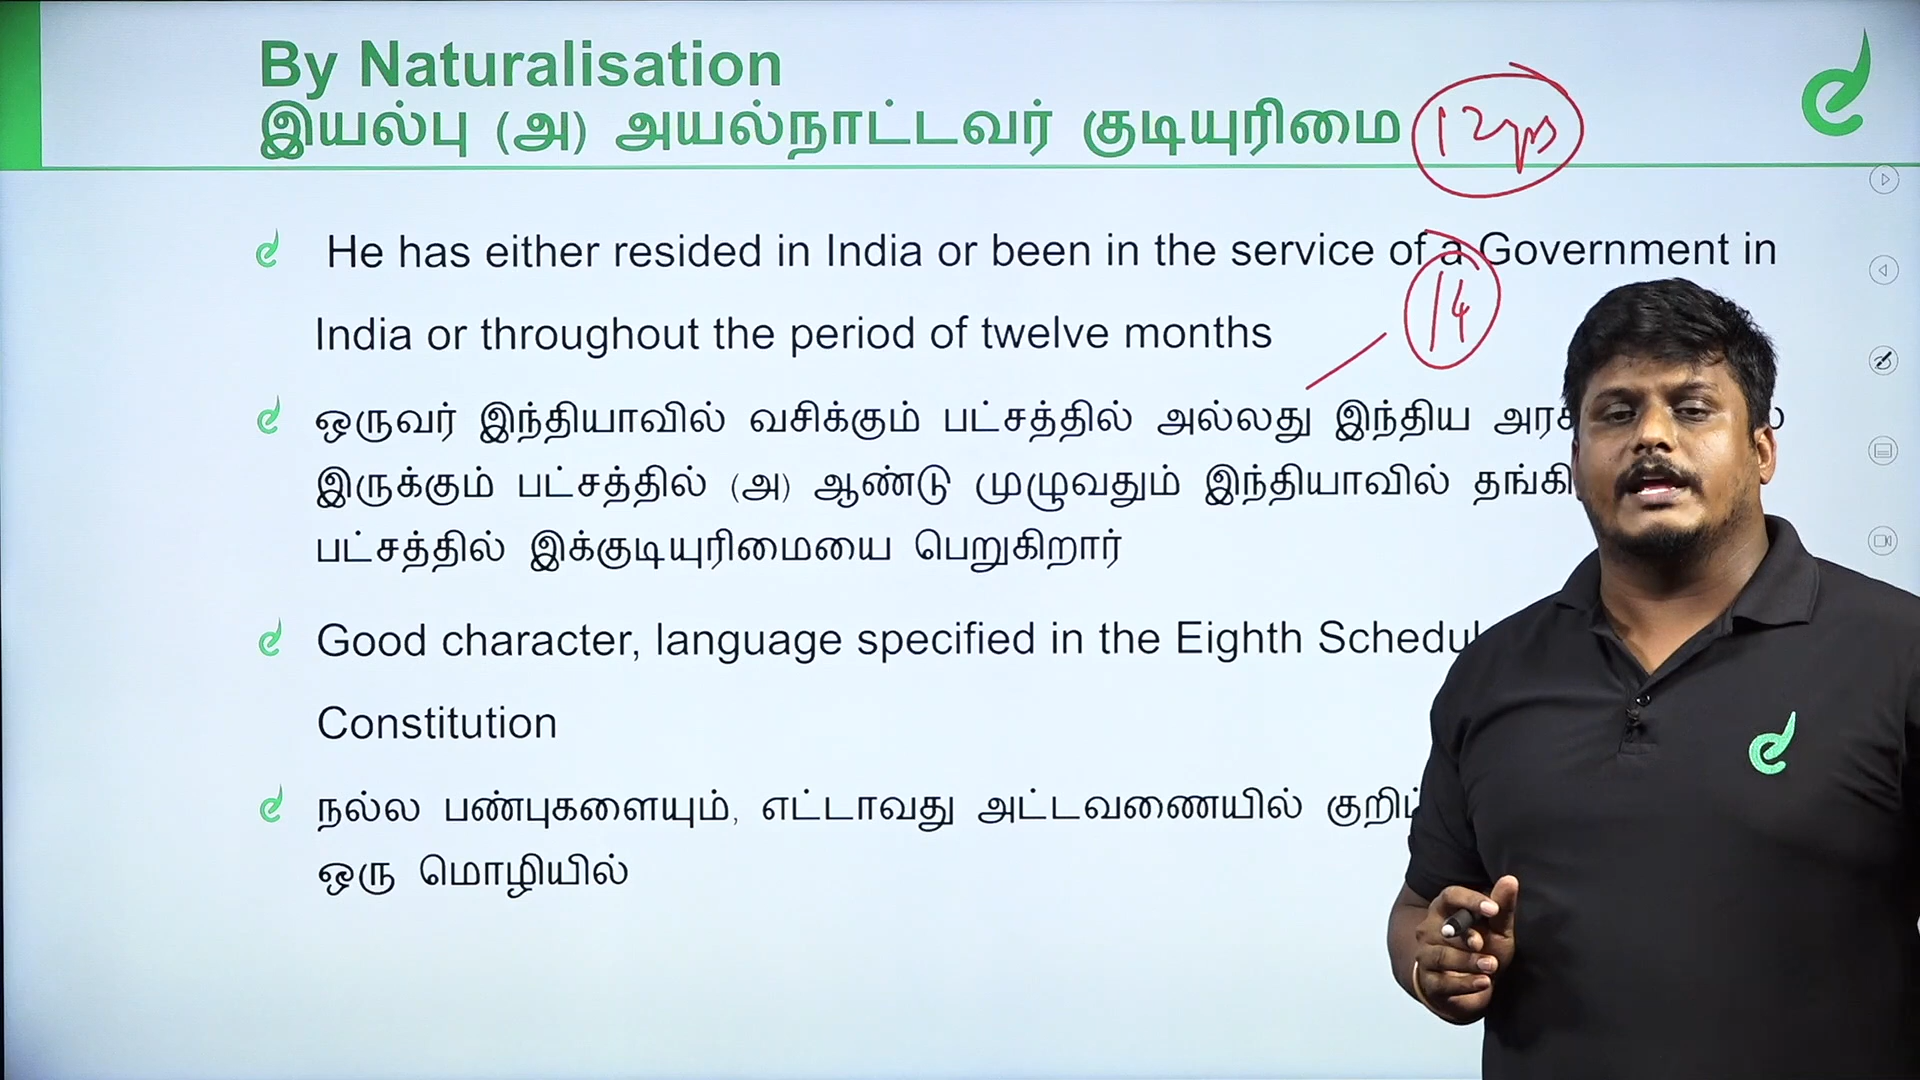 By Naturalisation
இயல்பு (அ) அயல்நாட்டவர் குடியுரிமை
12yrs
He has either resided in India or been in the service of a Government in
14
India or throughout the period of twelve months
ஒருவர் இந்தியாவில் வசிக்கும் பட்சத்தில் அல்லது இந்திய
இருக்கும் பட்சத்தில் (அ) ஆண்டு முழுவதும் இந்தியாவில்
பட்சத்தில் இக்குடியுரிமையை பெறுகிறார்
Good character, language specified in the Eighth
Constitution
நல்ல பண்புகளையும், எட்டாவது அட்டவணையில்
ஒரு மொழியில்